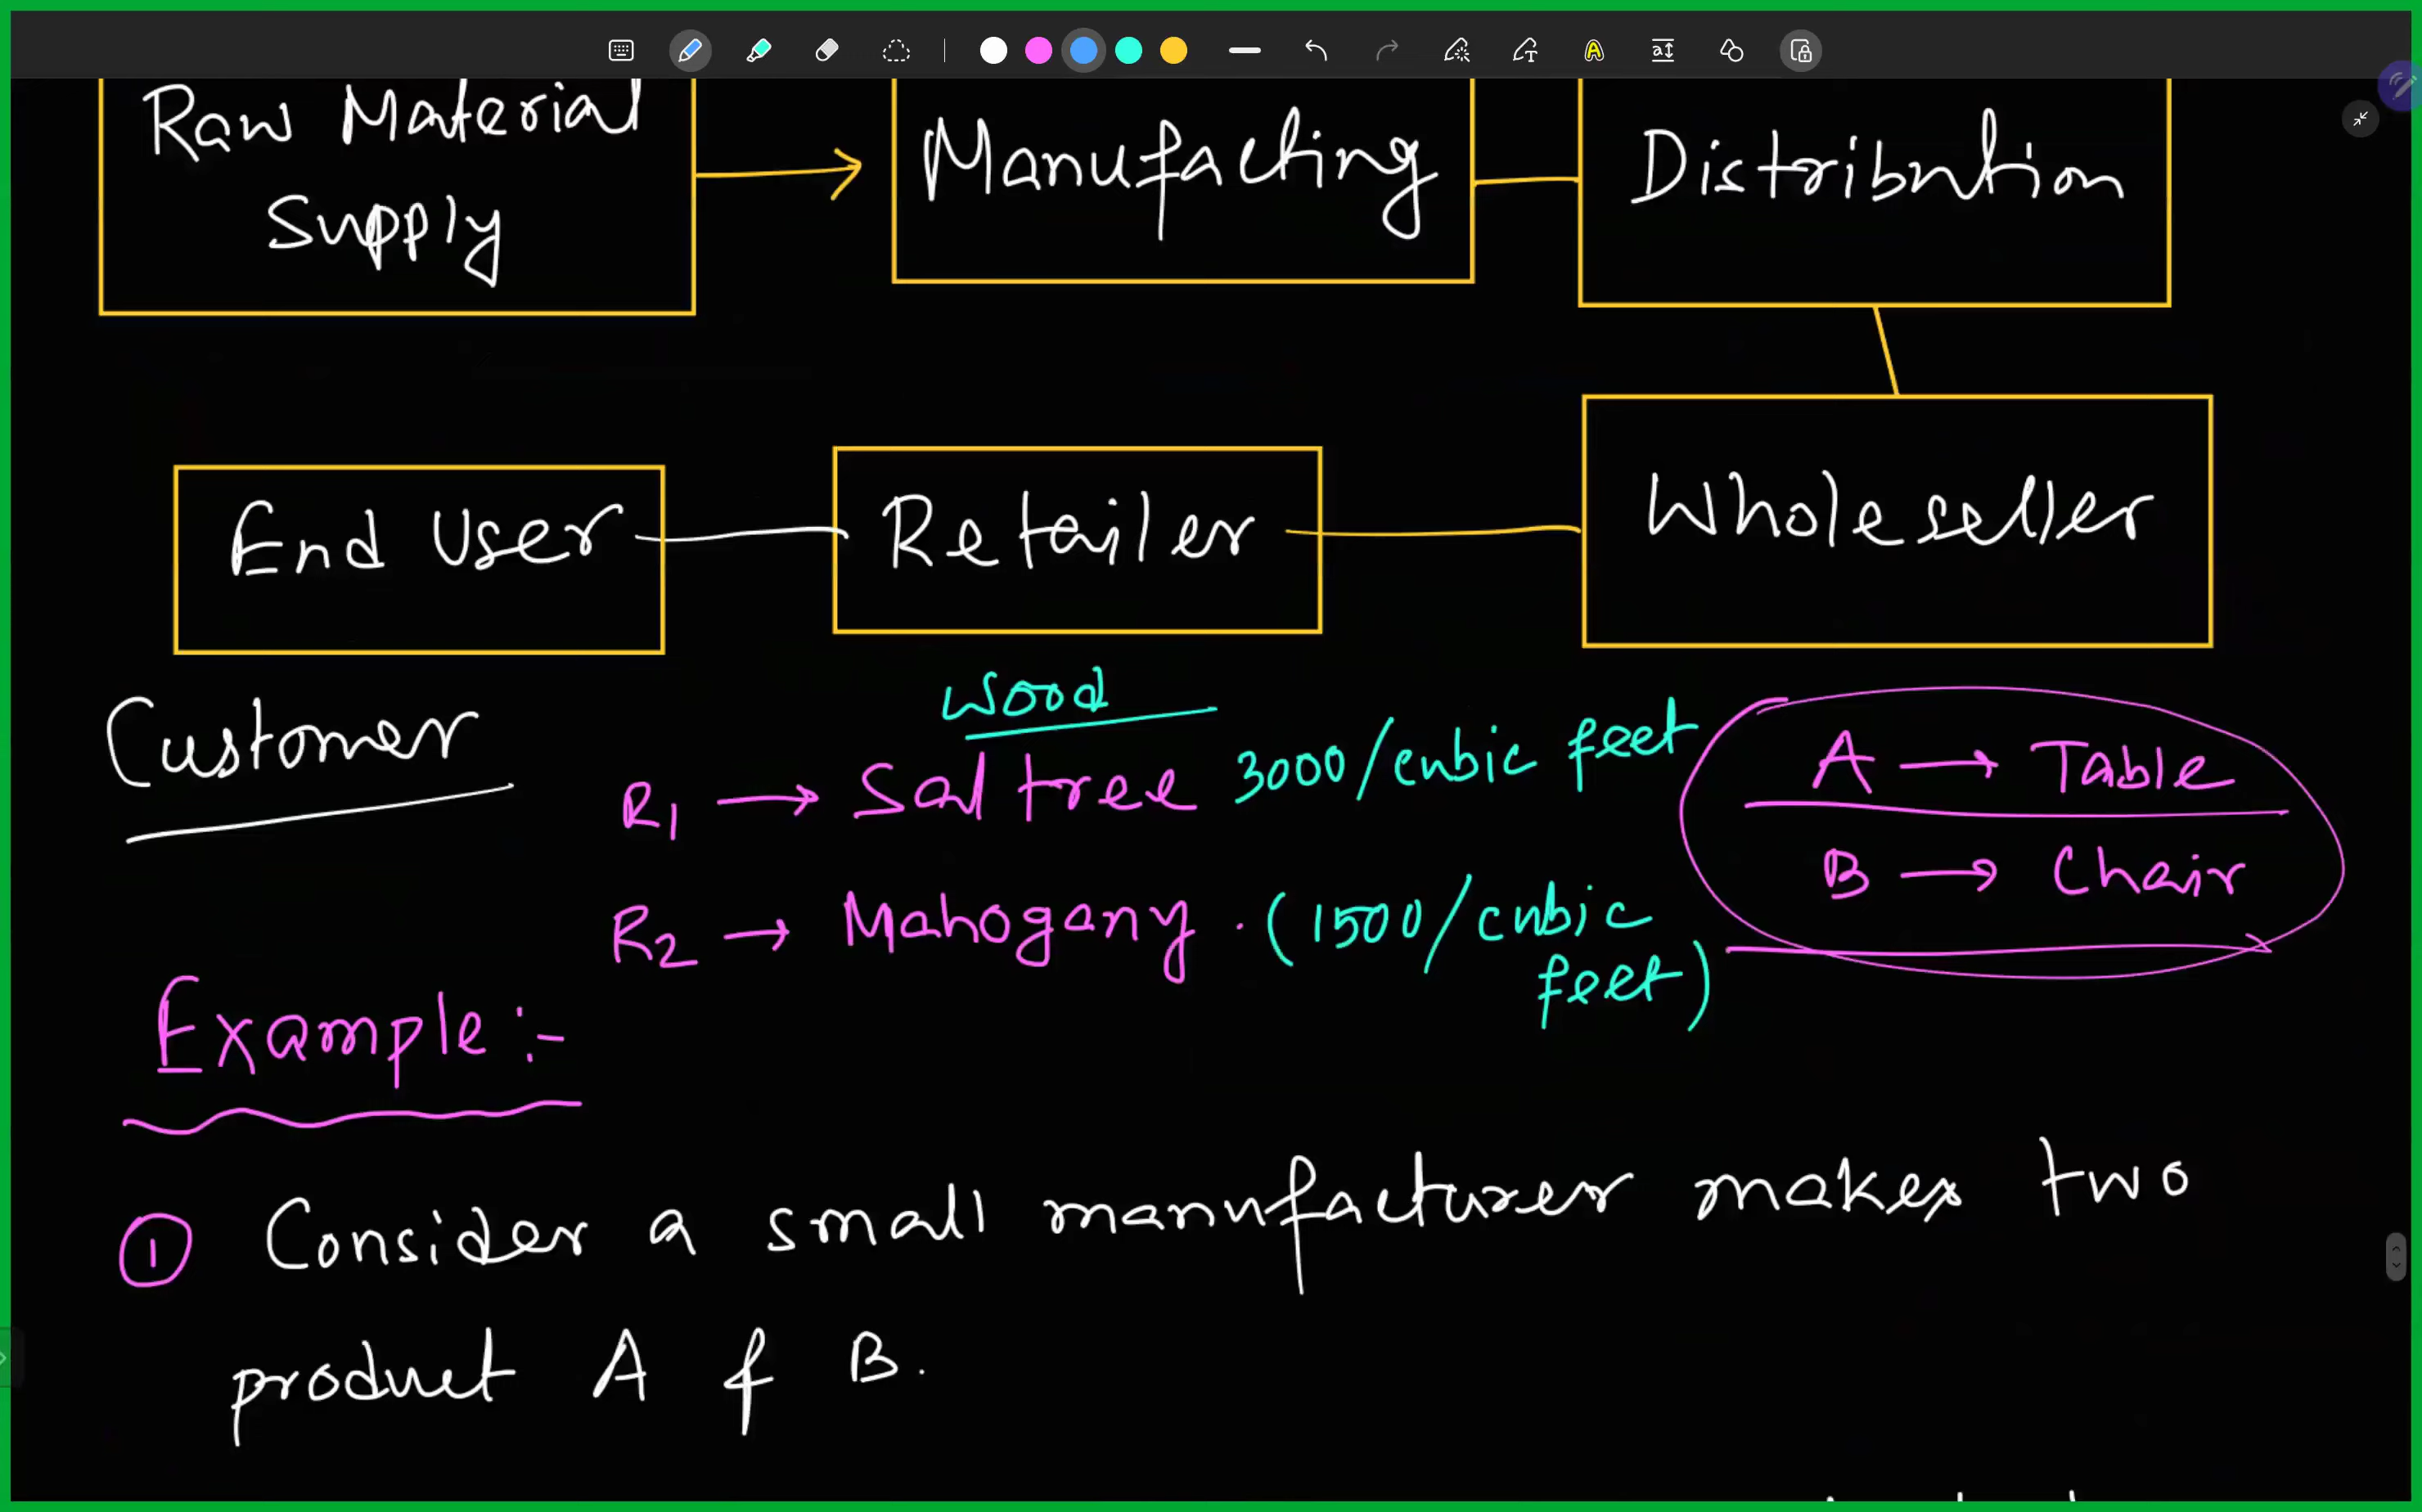 Raw Material
Supply
Manufacting
Distribution
End User
Retailer
Wholeseller
Customer
Wood
R1 → Sal tree 3000/cubic feet
R2 → Mahogany. (1500/cubic
feet)
A → Table
B → Chair
Example :-
① Consider a small manufacturer makes two
product A & B.